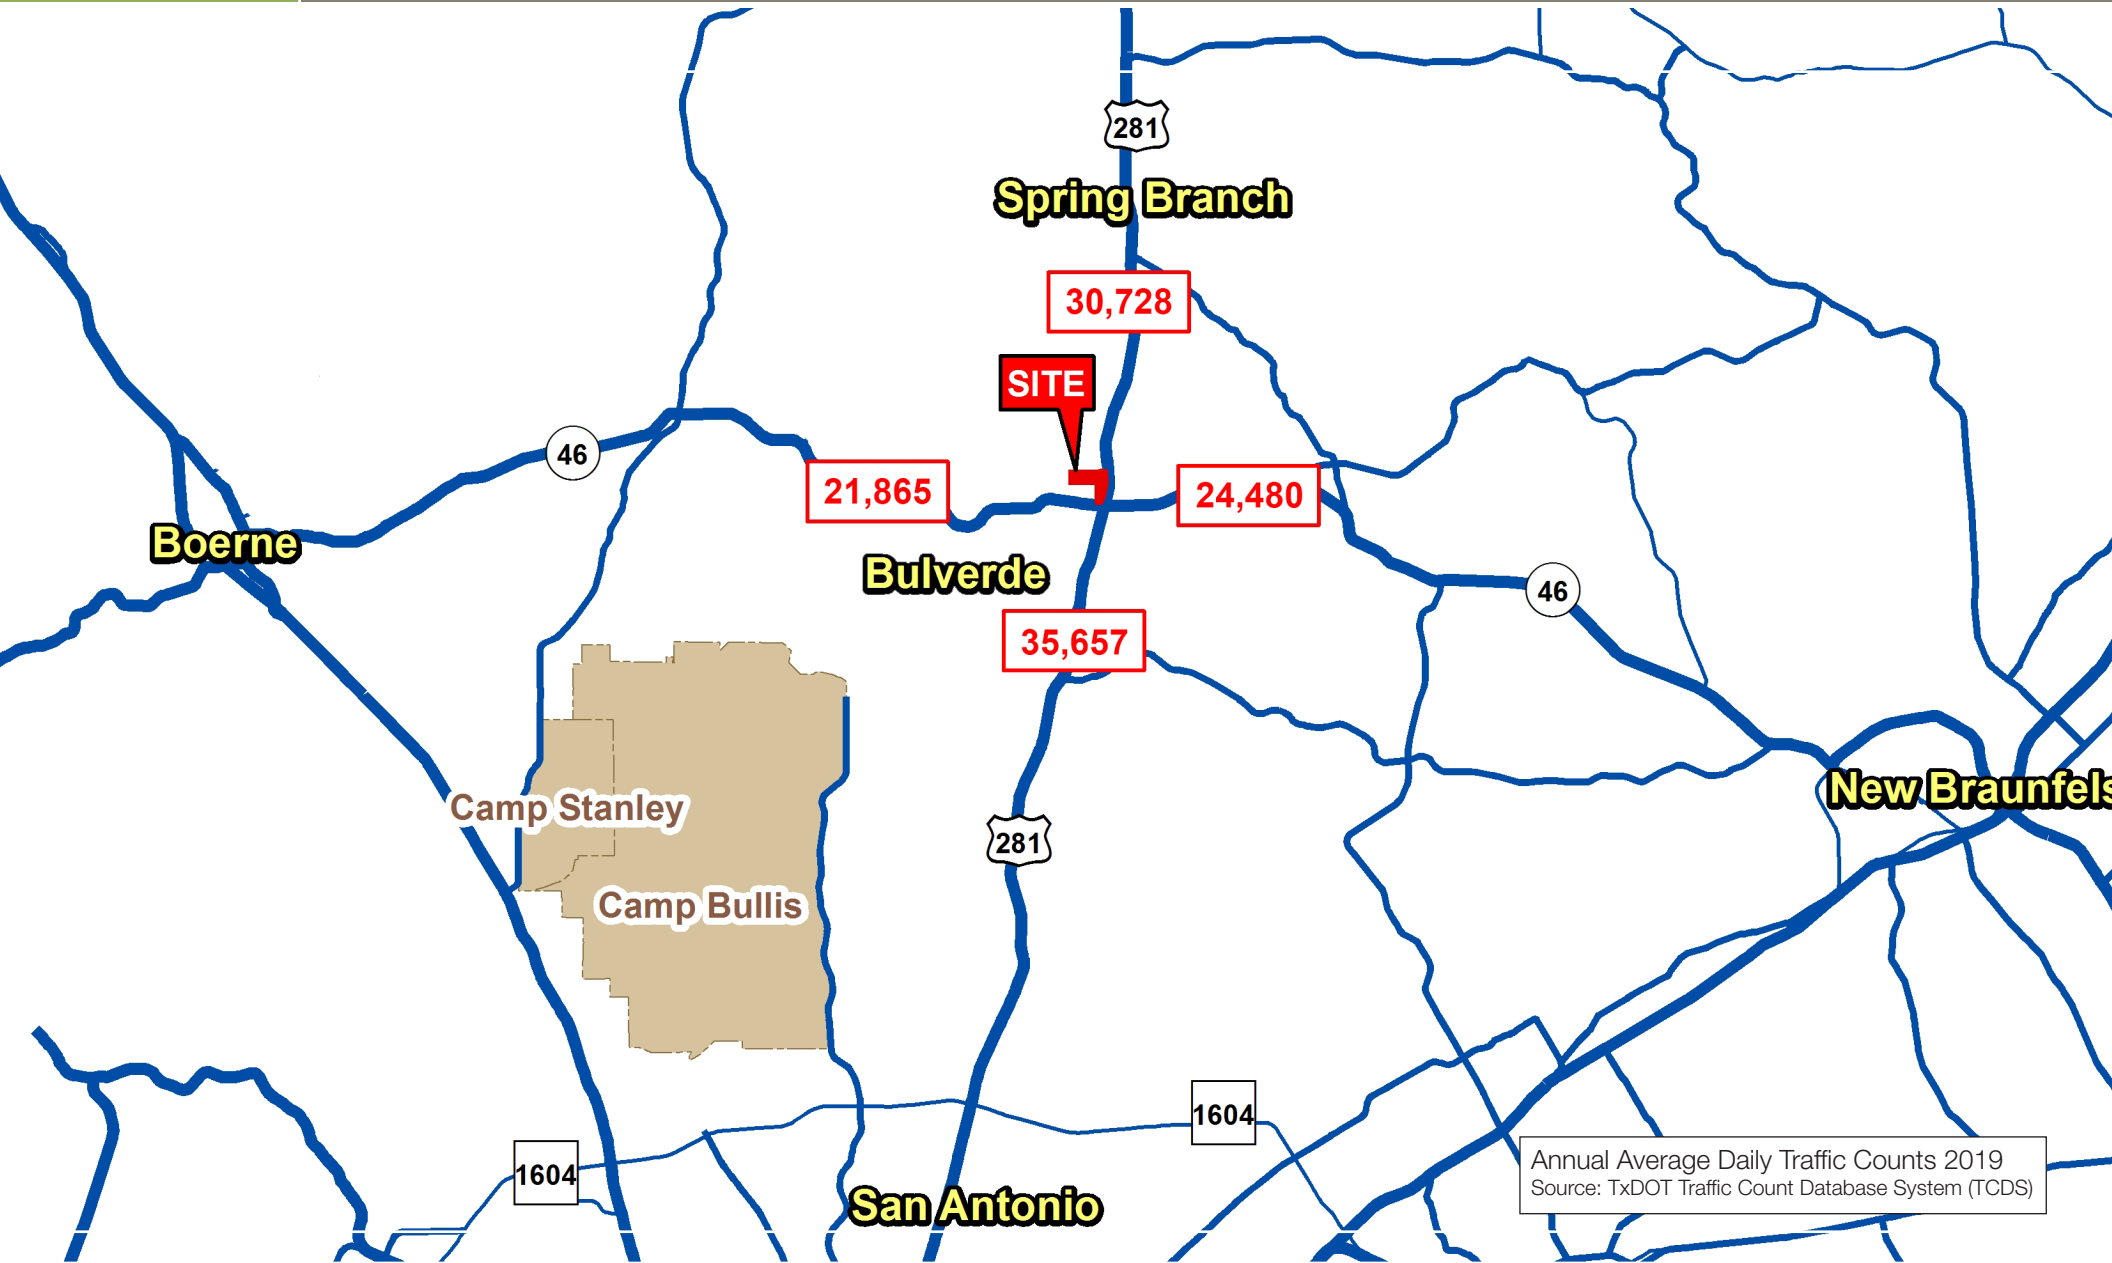 281
Spring Branch
30,728
SITE
46
21,865
24,480
Boerne
Bulverde
46
35,657
New Braunfels
Camp Stanley
281
Camp Bullis
1604
1604
Annual Average Daily Traffic Counts 2019
Source: TxDOT Traffic Count Database System (TCDS)
San Antonio